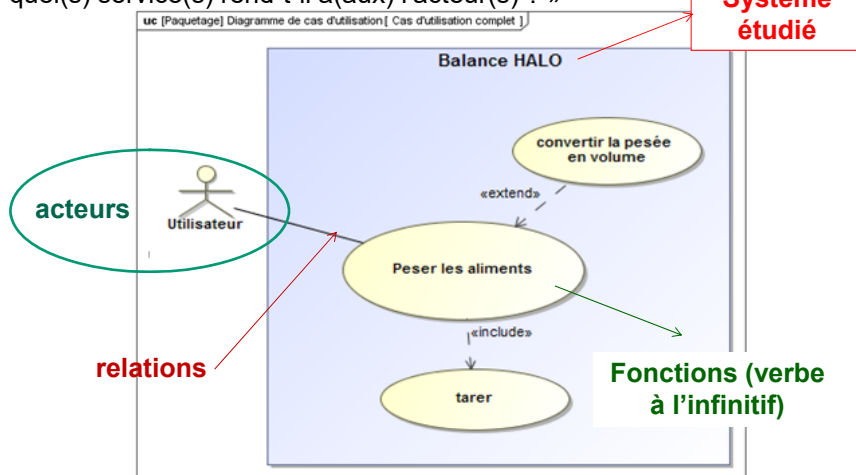 quel(s) service(s) rend-t-il à(aux) l'acteur(s) ? »
Système
étudié
uc [Paquetage] Diagramme de cas d'utilisation [ Cas d'utilisation complet ]
Balance HALO
convertir la pesée
en volume
«extend»
acteurs
Utilisateur
Peser les aliments
«include»
relations
Fonctions (verbe
à l'infinitif)
tarer